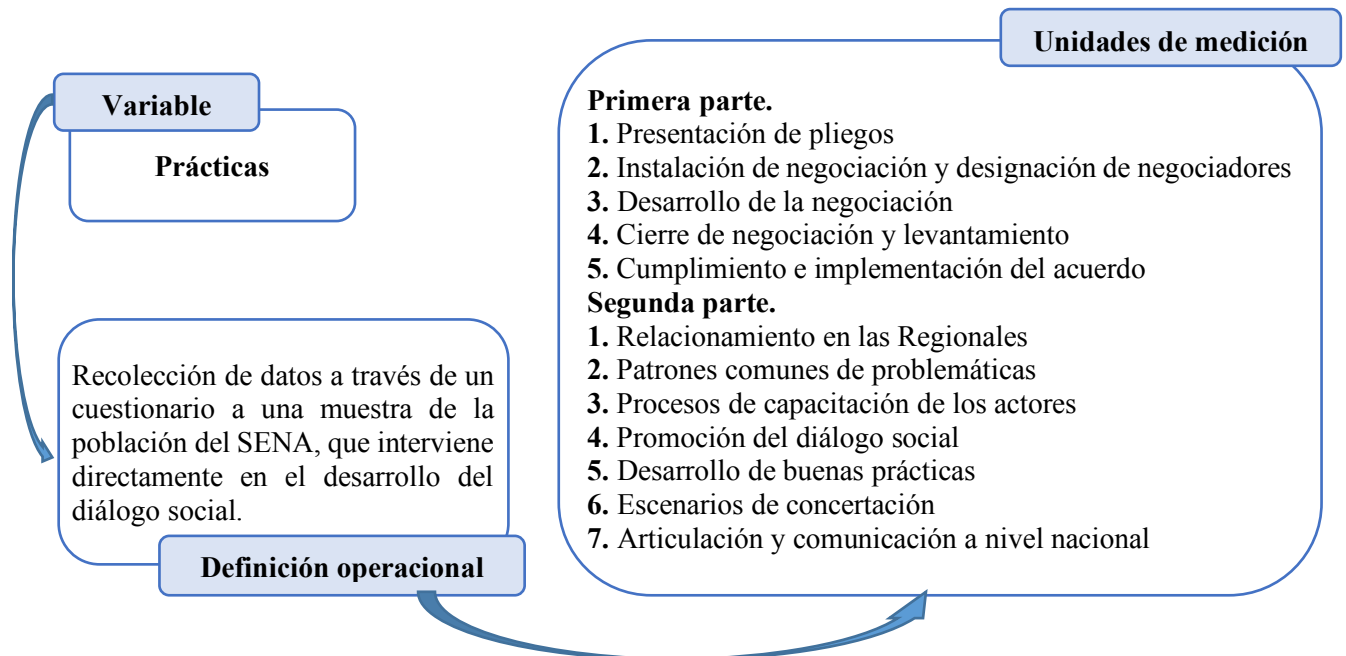 Variable
Prácticas
Recolección de datos a través de un
cuestionario a una muestra de la
población del SENA, que interviene
directamente en el desarrollo del
diálogo social.
Definición operacional
Unidades de medición
Primera parte.
1. Presentación de pliegos
2. Instalación de negociación y designación de negociadores
3. Desarrollo de la negociación
4. Cierre de negociación y levantamiento
5. Cumplimiento e implementación del acuerdo
Segunda parte.
1. Relacionamiento en las Regionales
2. Patrones comunes de problemáticas
3. Procesos de capacitación de los actores
4. Promoción del diálogo social
5. Desarrollo de buenas prácticas
6. Escenarios de concertación
7. Articulación y comunicación a nivel nacional